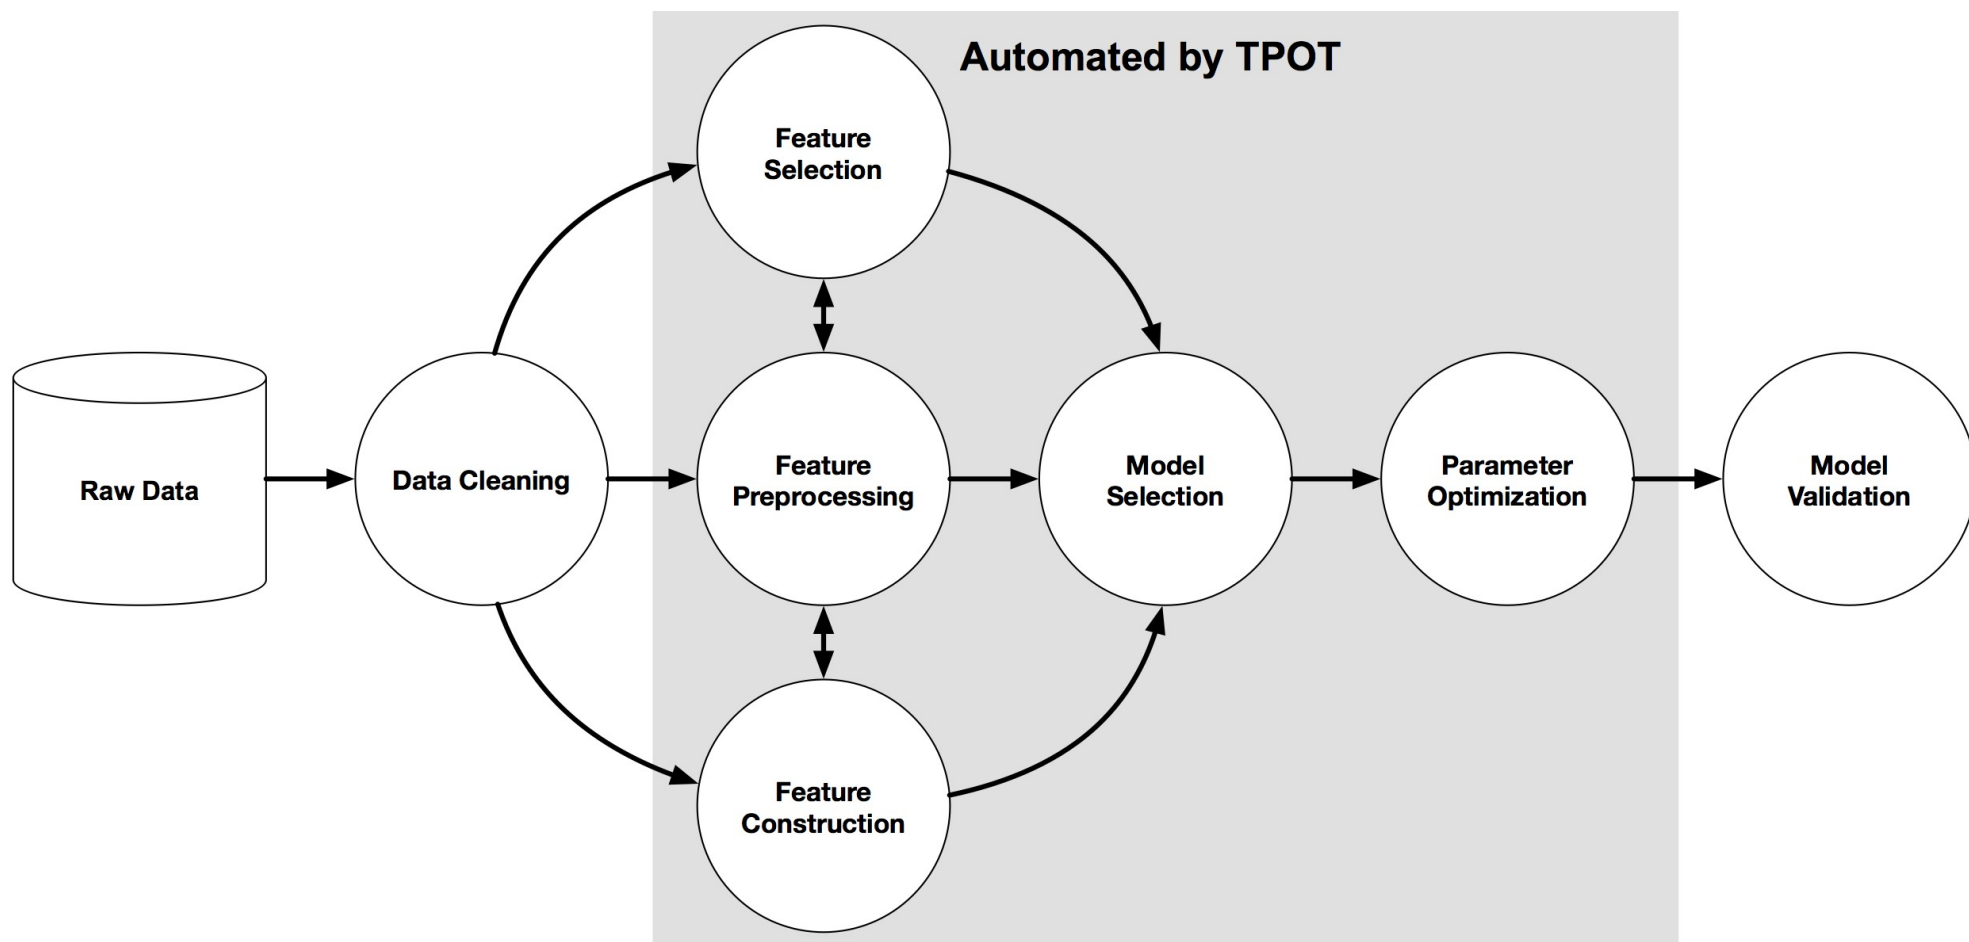 Automated by TPOT
Feature
Selection
Raw Data
Data Cleaning
Feature
Preprocessing
Model
Selection
Parameter
Optimization
Model
Validation
Feature
Construction